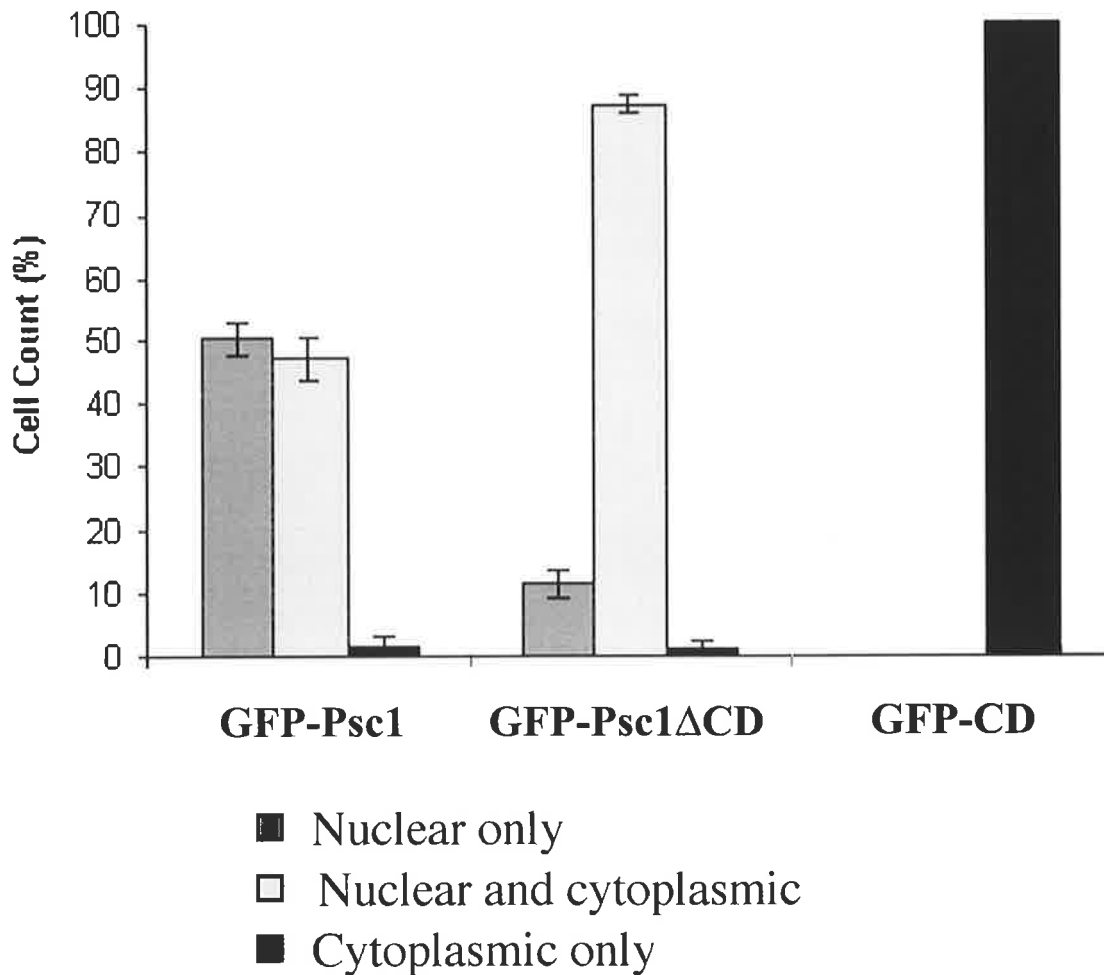 100
90
80
70
60
50
40
30
20
10
0
Cell Count (%)
GFP-Psc1 GFP-Psc1ΔCD GFP-CD
Nuclear only
Nuclear and cytoplasmic
Cytoplasmic only